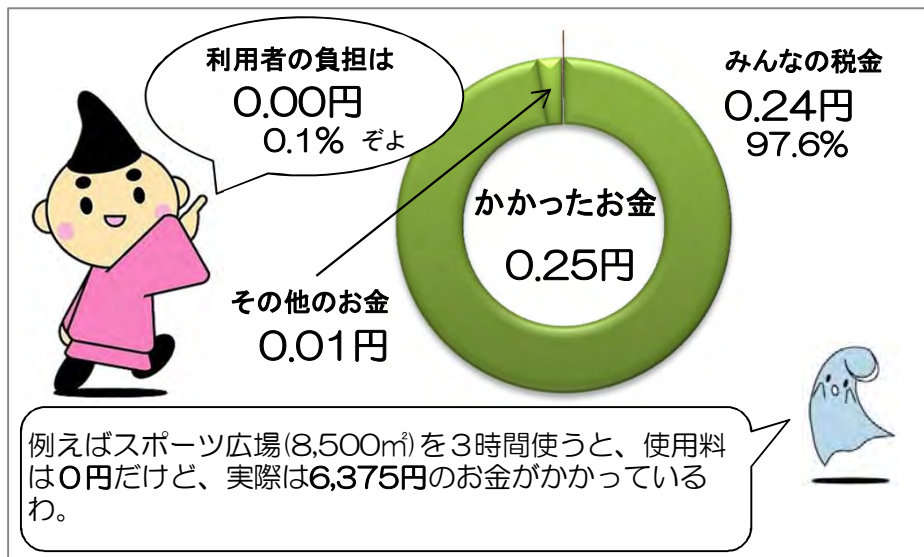 利用者の負担は
0.00円
0.1% ぞよ
みんなの税金
0.24円
97.6%
かかったお金
0.25円
その他のお金
0.01円
例えばスポーツ広場(8,500㎡)を3時間使うと、使用料
は0円だけど、実際は6,375円のお金がかかっている
わ。